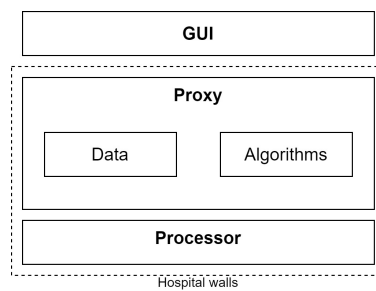 GUI
Proxy
Data Algorithms
Processor
Hospital walls